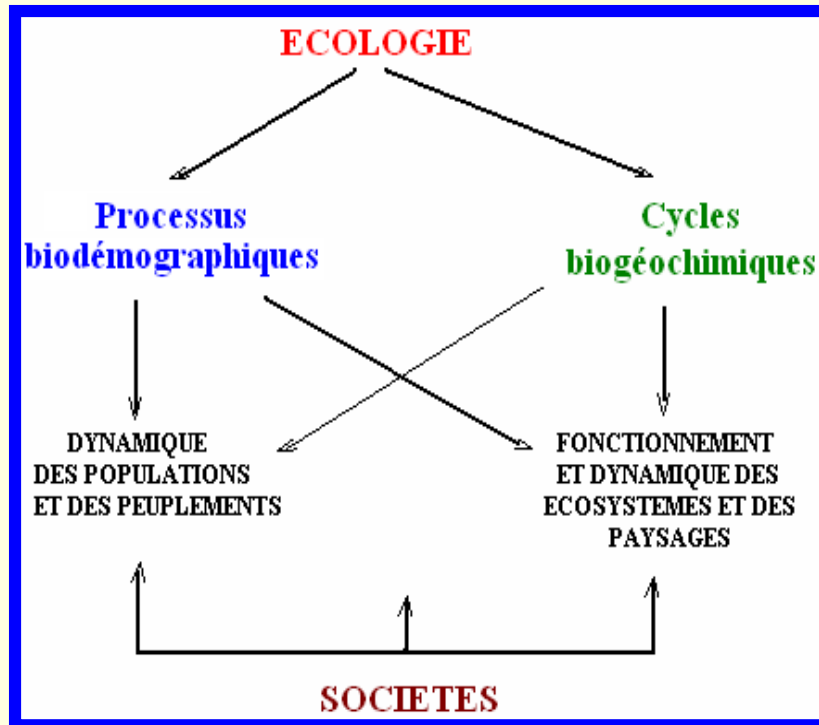 ECOLOGIE
Processus
biodémographiques
Cycles
biogéochimiques
DYNAMIQUE
DES POPULATIONS
ET DES PEUPLEMENTS
FONCTIONNEMENT
ET DYNAMIQUE DES
ECOSYSTEMES ET DES
PAYSAGES
SOCIETES